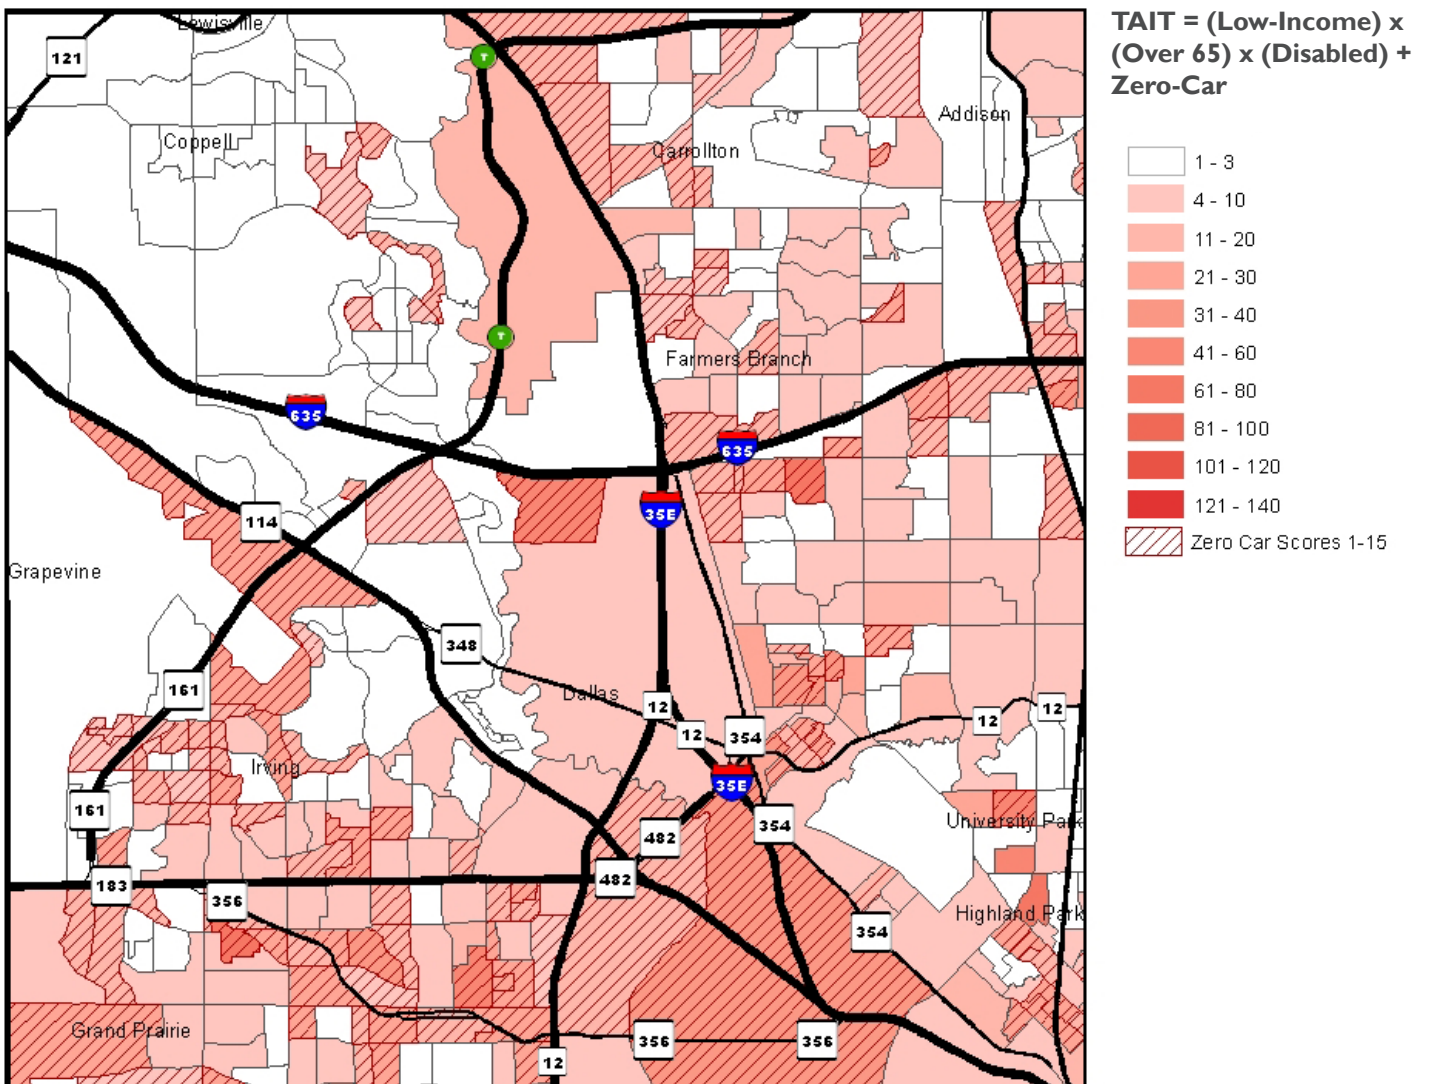 TAIT = (Low-Income) x
(Over 65) x (Disabled) +
Zero-Car
1 - 3
4 - 10
11 - 20
21 - 30
31 - 40
41 - 60
61 - 80
81 - 100
101 - 120
121 - 140
Zero Car Scores 1-15
Lewisville
121
T
Addison
Coppell
Carrollton
T
Farmers Branch
635
635
35E
114
Grapevine
348
161
Dallas
12
12
12
12
354
Irving
35E
161
482
354
University Park
183
482
356
Highland Park
354
Grand Prairie
356
356
12